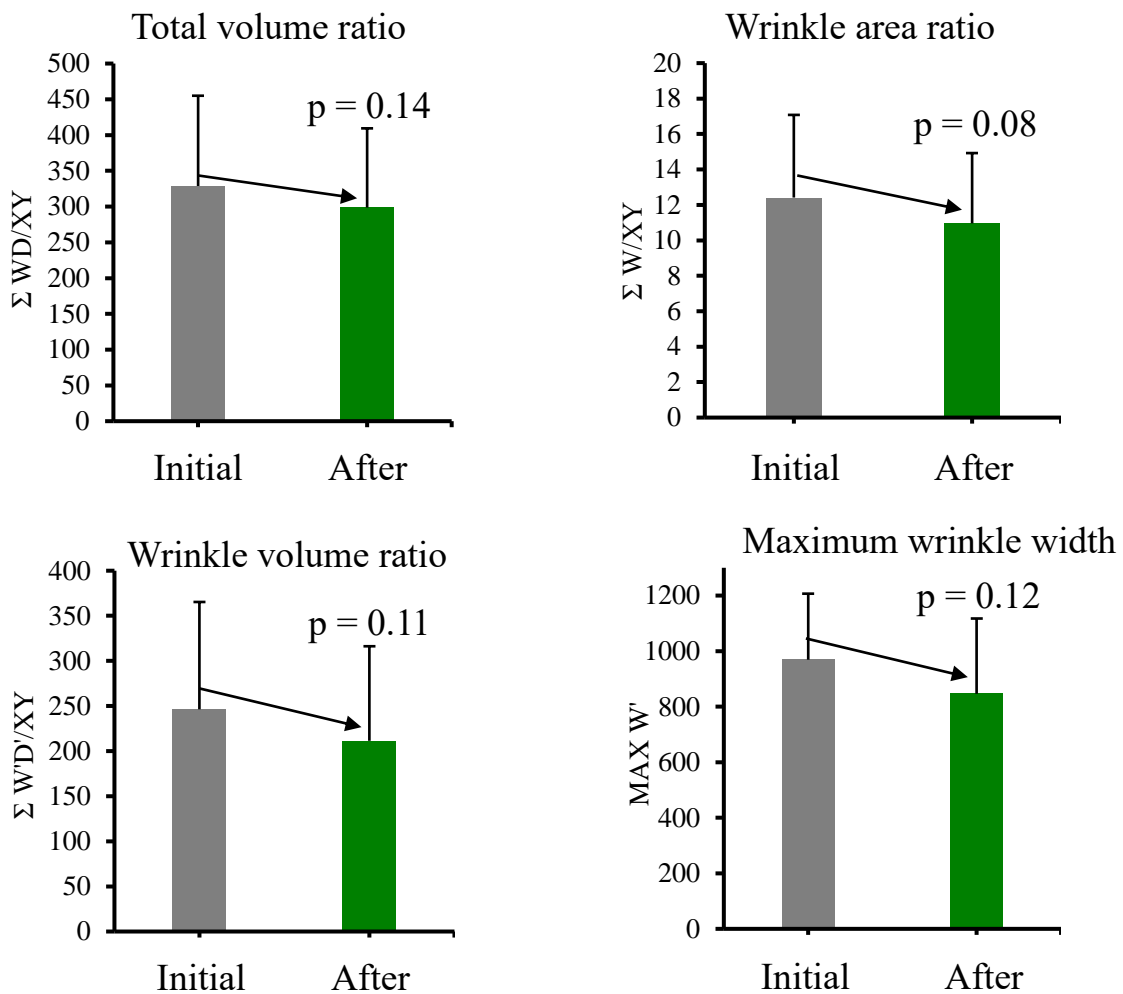 Total volume ratio
500
450
400
350
300
250
200
150
100
50
0
Σ WD/XY
p = 0.14
Initial
After
Wrinkle area ratio
20
18
16
14
12
10
8
6
4
2
0
Σ W/XY
p = 0.08
Initial
After
Wrinkle volume ratio
400
350
300
250
200
150
100
50
0
Σ W'D'/XY
p = 0.11
Initial
After
Maximum wrinkle width
1200
1000
800
600
400
200
0
MAX W'
p = 0.12
Initial
After